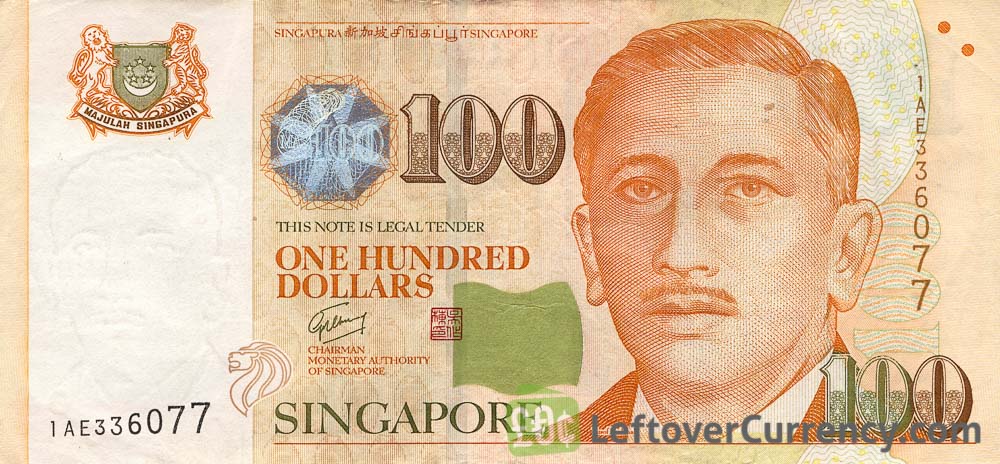 SINGAPURA 新加坡 சிங்கப்பூர் SINGAPORE
MAJULAH SINGAPURA
100
100
THIS NOTE IS LEGAL TENDER
ONE HUNDRED
DOLLARS
CHAIRMAN
MONETARY AUTHORITY
OF SINGAPORE
SINGAPORE
1AE336077
1AE336077
100
LeftoverCurrency.com